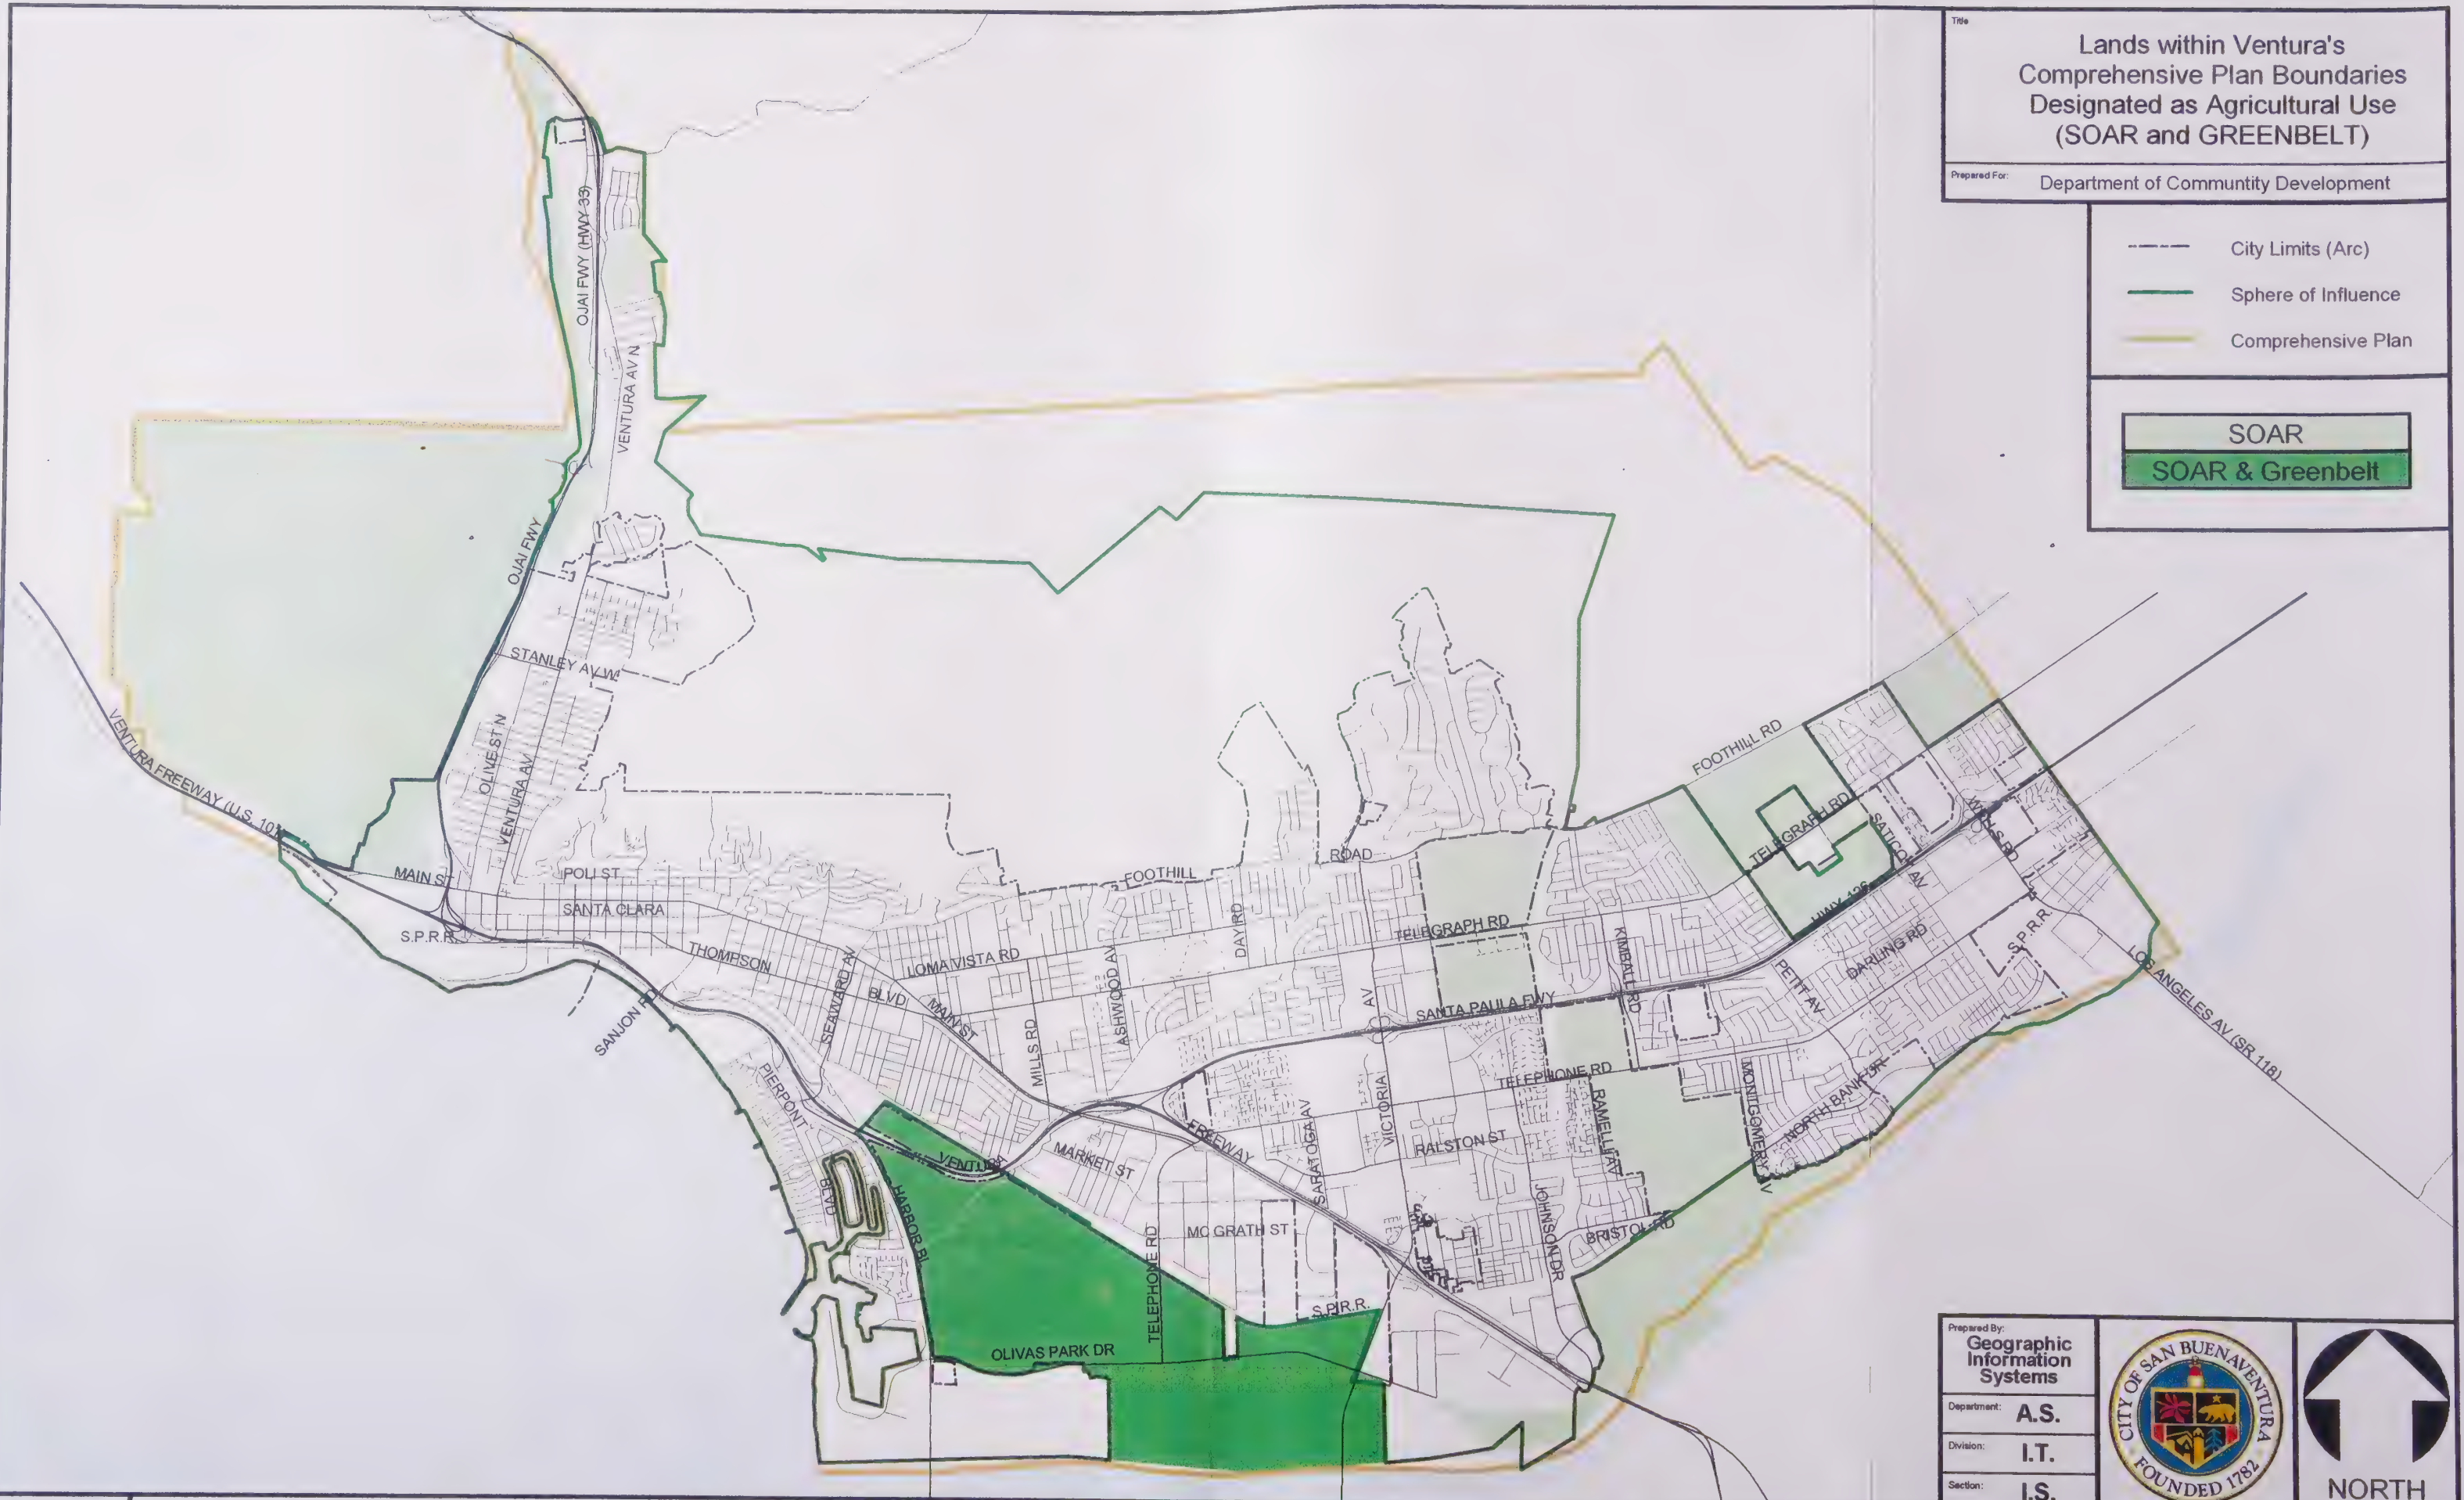 Title
Lands within Ventura's
Comprehensive Plan Boundaries
Designated as Agricultural Use
(SOAR and GREENBELT)
Prepared For: Department of Communtity Development
City Limits (Arc)
Sphere of Influence
Comprehensive Plan
SOAR
SOAR & Greenbelt
OJAI FWY (HWY 33)
VENTURA AV N
OJAI FWY
STANLEY AV W
OLIVE ST N
VENTURA AV
VENTURA FREEWAY (U.S. 101)
MAIN ST
POLI ST
SANTA CLARA
S.P.R.R.
THOMPSON
BLVD
SANJON RD
SEAWARD AV
LOMA VISTA RD
MAIN ST
MILLS RD
ASHWOOD AV
DAY RD
FOOTHILL
ROAD
FOOTHILL RD
TELEGRAPH RD
TELEGRAPH RD
SATICOY AV
WELLS RD
HWY 126
KIMBALL RD
VICTORIA
AV
SANTA PAULA FWY
PETIT AV
DARLING RD
S.P.R.R.
LOS ANGELES AV (SR 118)
TELEPHONE RD
MONTGOMERY AV
NORTH BANK DR
RAMELLI AV
RALSTON ST
SARATOGA AV
PIERPONT
BLVD
HARBOR BL
VENTURA
FREEWAY
MARKET ST
MC GRATH ST
TELEPHONE RD
JOHNSON DR
BRISTOL RD
S.P.R.R.
OLIVAS PARK DR
Prepared By:
Geographic
Information
Systems
Department: A.S.
Division: I.T.
Section: I.S.
CITY OF SAN BUENAVENTURA
FOUNDED 1782
NORTH